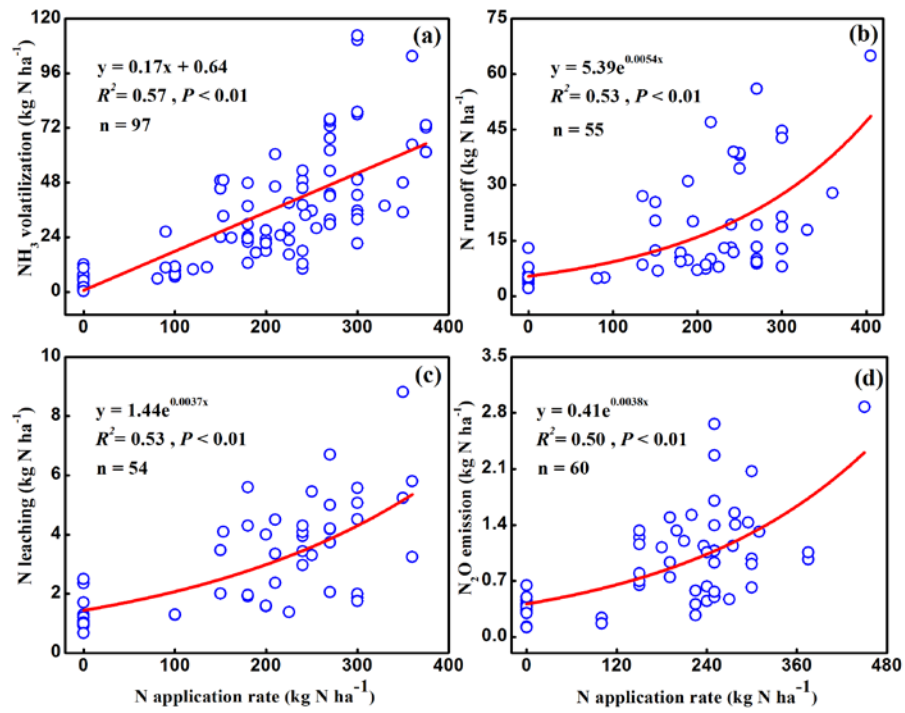 (a)
y = 0.17x + 0.64
R²= 0.57 , P < 0.01
n = 97
NH₃ volatilization (kg N ha⁻¹)
120
96
72
48
24
0
0 100 200 300 400
(b)
y = 5.39e^0.0054x
R²= 0.53 , P < 0.01
n = 55
N runoff (kg N ha⁻¹)
75
60
45
30
15
0
0 100 200 300 400
(c)
y = 1.44e^0.0037x
R²= 0.53 , P < 0.01
n = 54
N leaching (kg N ha⁻¹)
10
8
6
4
2
0
0 100 200 300 400
N application rate (kg N ha⁻¹)
(d)
y = 0.41e^0.0038x
R²= 0.50 , P < 0.01
n = 60
N₂O emission (kg N ha⁻¹)
3.5
2.8
2.1
1.4
0.7
0.0
0 120 240 360 480
N application rate (kg N ha⁻¹)